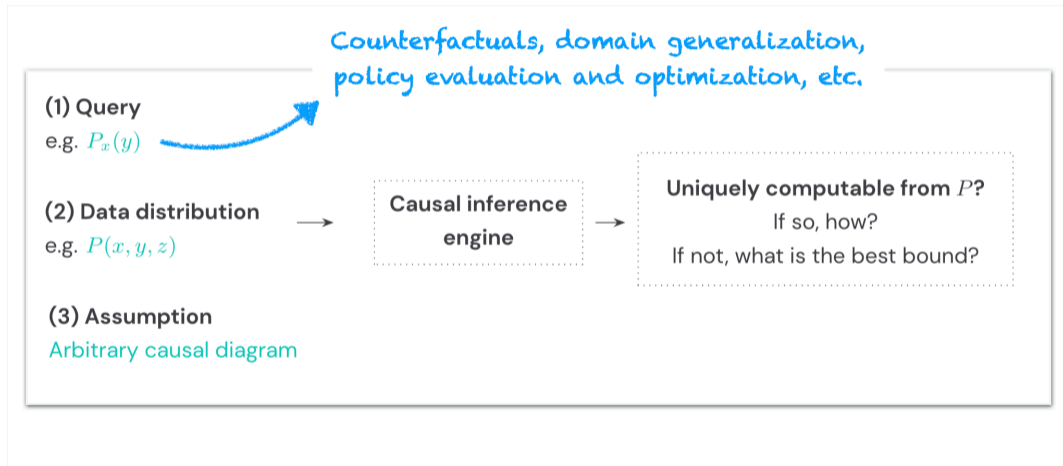 Counterfactuals, domain generalization,
policy evaluation and optimization, etc.
(1) Query
e.g. Pₓ(y)
(2) Data distribution
e.g. P(x, y, z)
(3) Assumption
Arbitrary causal diagram
Causal inference
engine
Uniquely computable from P?
If so, how?
If not, what is the best bound?